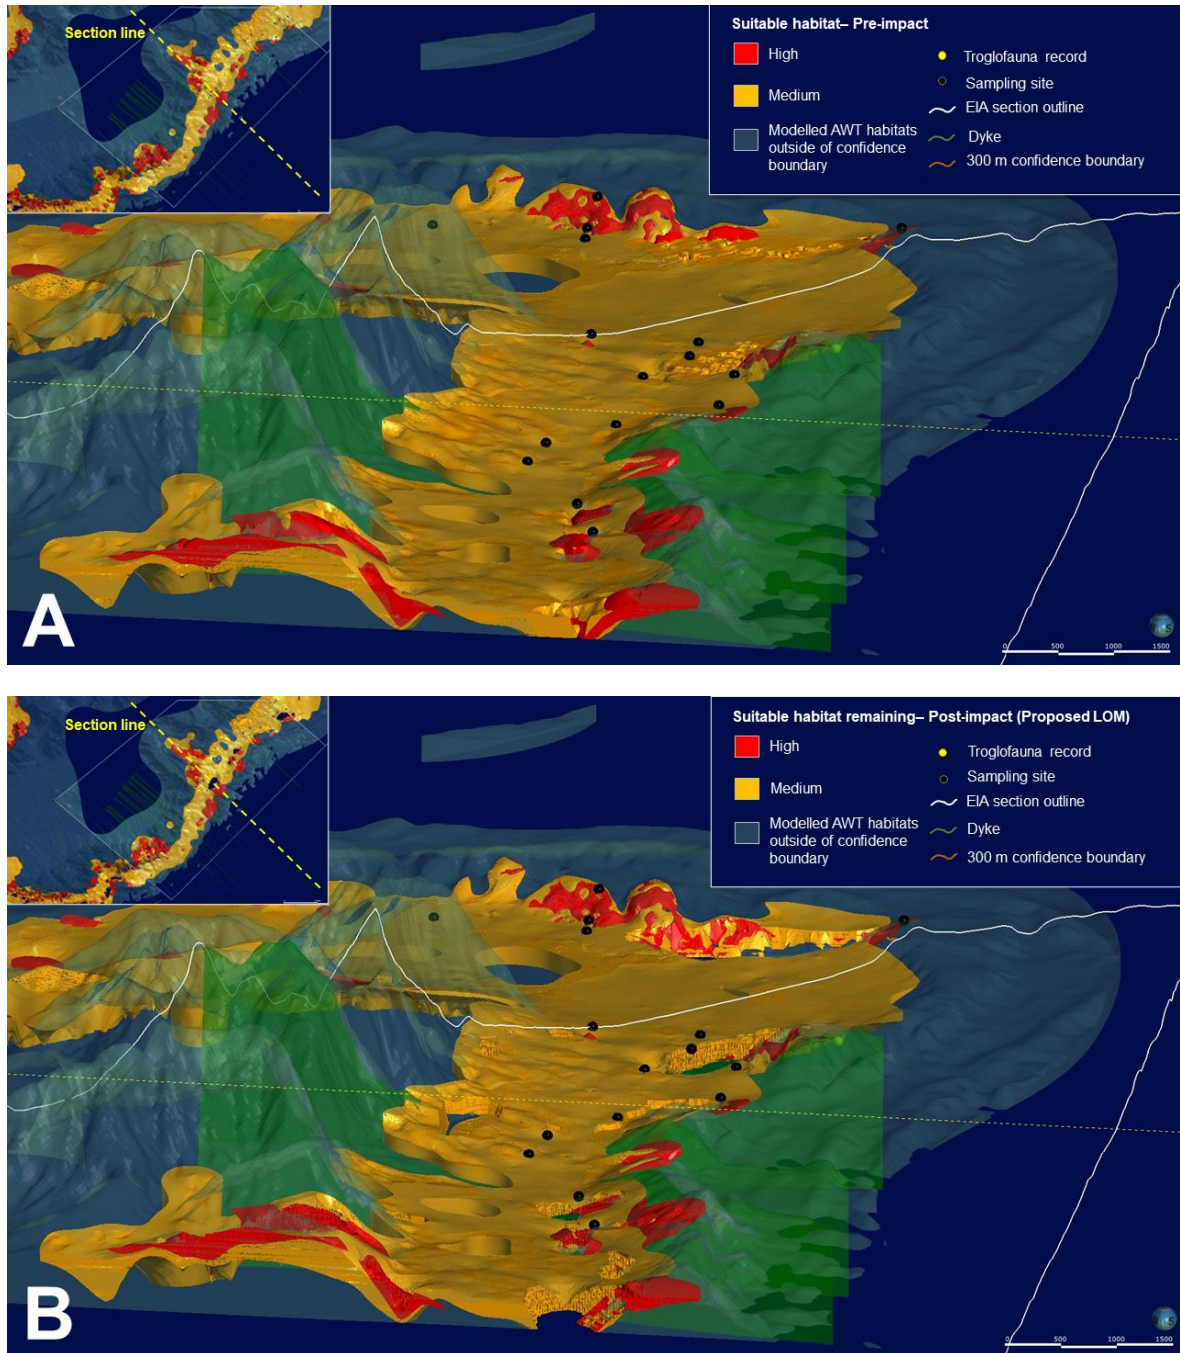 Section line
Suitable habitat– Pre-impact
High
Medium
Modelled AWT habitats
outside of confidence
boundary
Troglofauna record
Sampling site
EIA section outline
Dyke
300 m confidence boundary
A
0 500 1000 1500
Section line
Suitable habitat remaining– Post-impact (Proposed LOM)
High
Medium
Modelled AWT habitats
outside of confidence
boundary
Troglofauna record
Sampling site
EIA section outline
Dyke
300 m confidence boundary
B
0 500 1000 1500